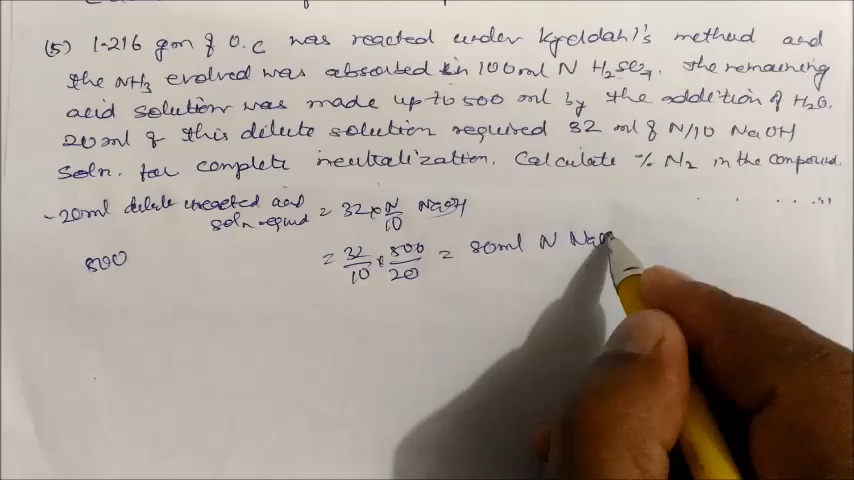 (5) 1.216 gm of O.C was reacted under Kjeldahl's method and
the NH3 evolved was absorbed in 100ml N H2SO4. The remaining
acid solution was made up to 500 ml by the addition of H2O.
20ml of this dilute solution required 32 ml of N/10 NaOH
Soln. for complete neutralization. Calculate % N2 in the compound.
- 20ml dilute unreacted acid soln required = 32 × N/10 NaOH
500 = 32/10 × 500/20 = 80ml N NaO